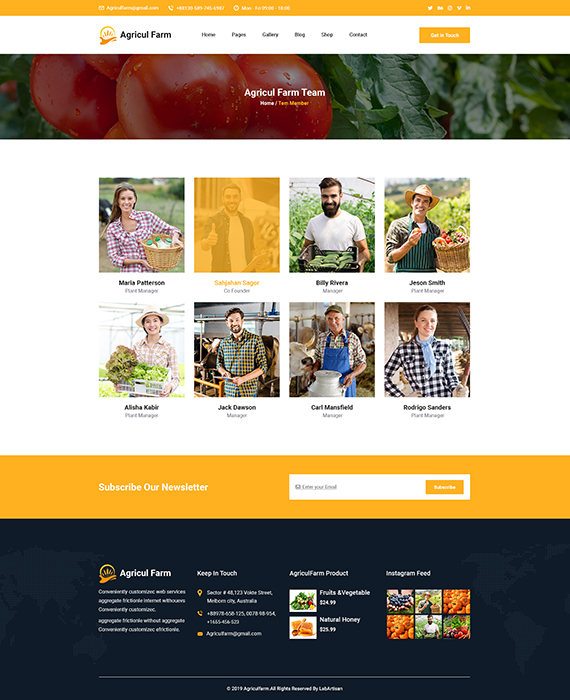 Agriculfarm@gmail.com +88130-589-745-6987 Mon - Fri 09:00 - 18:00
Agricul Farm Home Pages Gallery Blog Shop Contact Get in Touch
Agricul Farm Team
Home / Tem Member
Maria Patterson Sahjahan Sagor Billy Rivera Jeson Smith
Plant Manager Co Founder Manager Plant Manager
Alisha Kabir Jack Dawson Carl Mansfield Rodrigo Sanders
Plant Manager Manager Manager Plant Manager
Subscribe Our Newsletter Enter your Email Subscribe
Agricul Farm
Conveniently customizec web services
aggregate frictionle internet withouews
Conveniently customizec.
aggregate frictionle without aggregate
Conveniently customizec efrictionle.
Keep In Touch
Sector # 48,123 Volde Street,
Melborn city, Australia
+88978-658-125, 0078-98-954,
+1655-456-523
Agriculfarm@gmail.com
AgriculFarm Product
Fruits &Vegetable
$24.99
Natural Honey
$25.99
Instagram Feed
© 2019 Agriculfarm.All Rights Reserved By LabArtisan